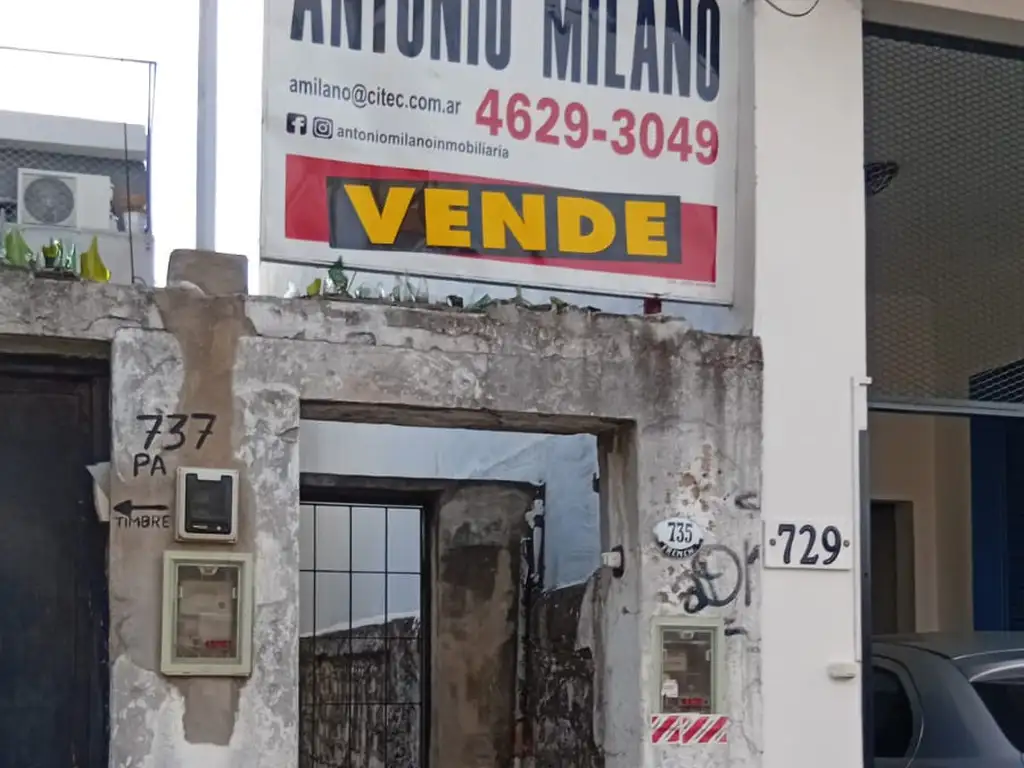 ANTONIO MILANO
amilano@citec.com.ar
4629-3049
antoniomilanoinmobiliaria
VENDE
737
PA
TIMBRE
735
·729·